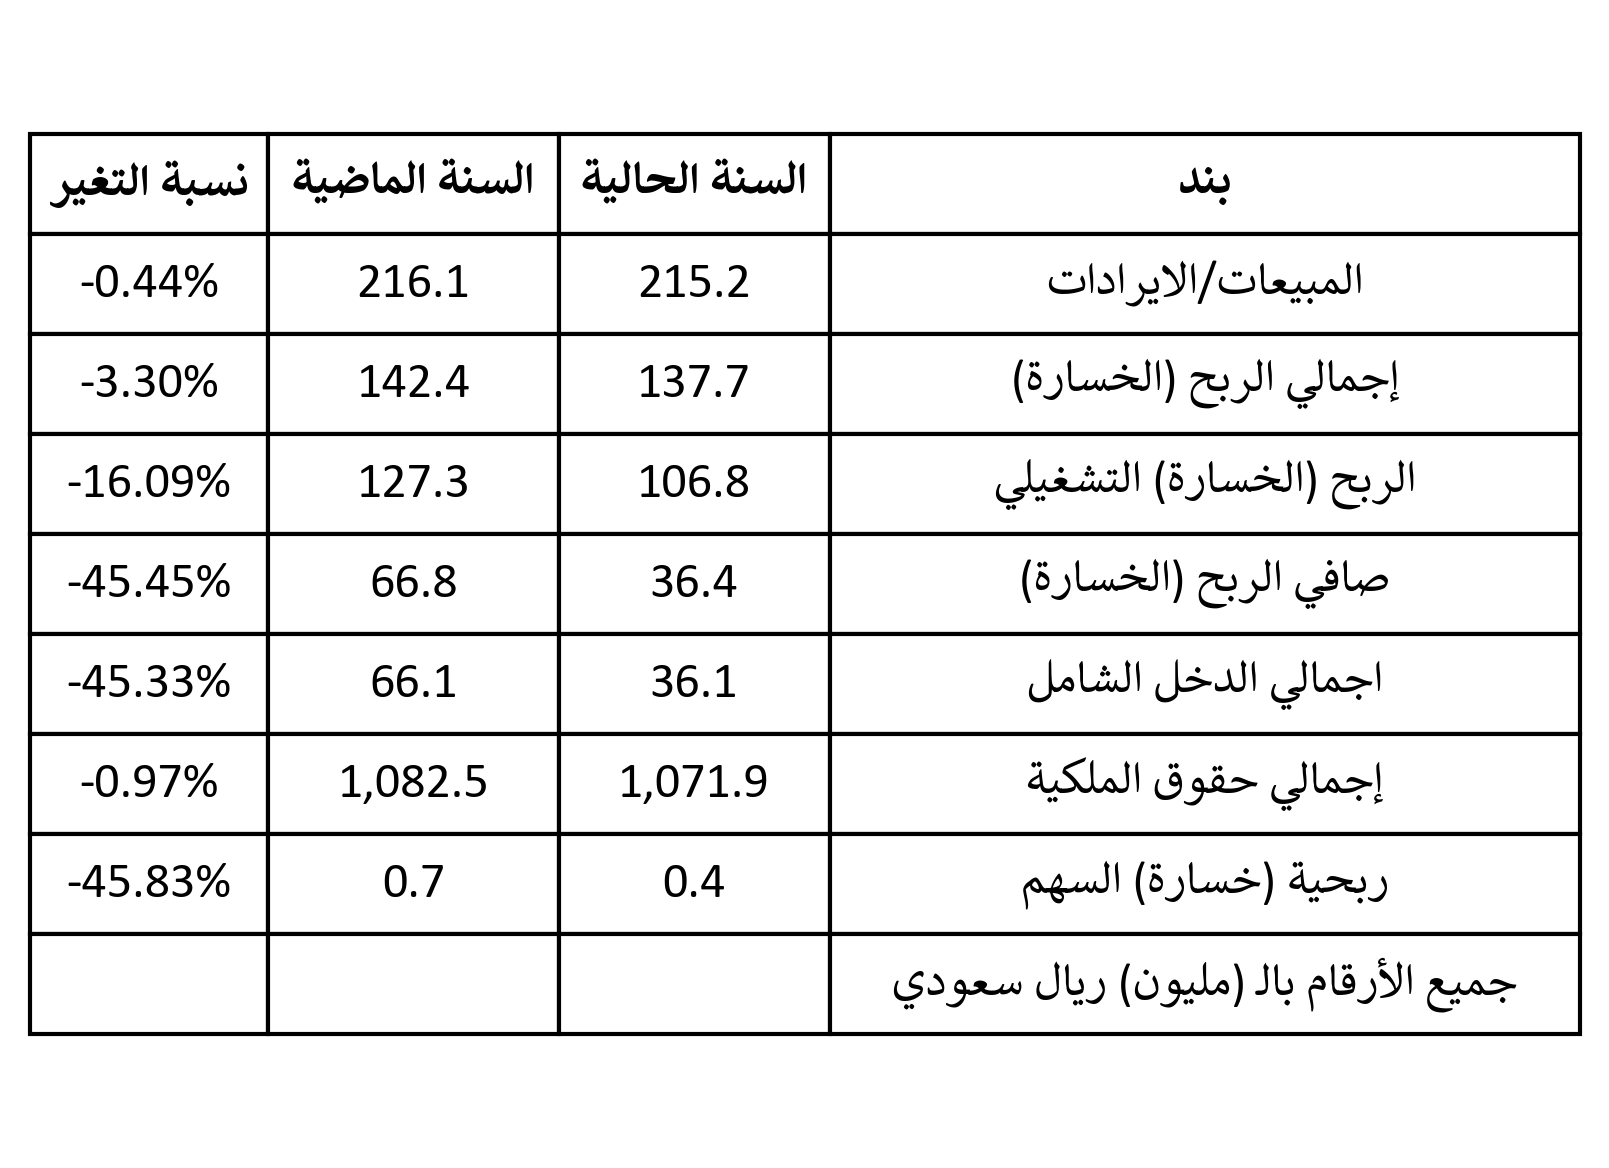 بند السنة الحالية السنة الماضية نسبة التغير
المبيعات/الايرادات 215.2 216.1 -0.44%
إجمالي الربح (الخسارة) 137.7 142.4 -3.30%
الربح (الخسارة) التشغيلي 106.8 127.3 -16.09%
صافي الربح (الخسارة) 36.4 66.8 -45.45%
اجمالي الدخل الشامل 36.1 66.1 -45.33%
إجمالي حقوق الملكية 1,071.9 1,082.5 -0.97%
ربحية (خسارة) السهم 0.4 0.7 -45.83%
جميع الأرقام بالـ (مليون) ريال سعودي